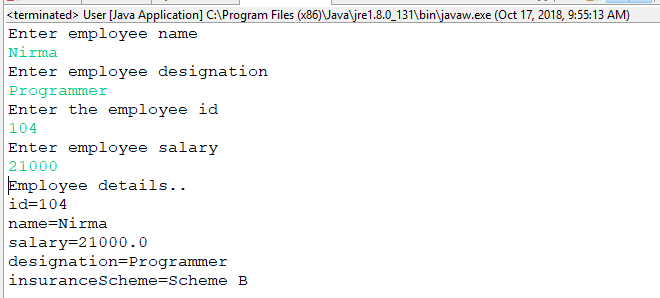 <terminated> User [Java Application] C:\Program Files (x86)\Java\jre1.8.0_131\bin\javaw.exe (Oct 17, 2018, 9:55:13 AM)
Enter employee name
Nirma
Enter employee designation
Programmer
Enter the employee id
104
Enter employee salary
21000
Employee details..
id=104
name=Nirma
salary=21000.0
designation=Programmer
insuranceScheme=Scheme B